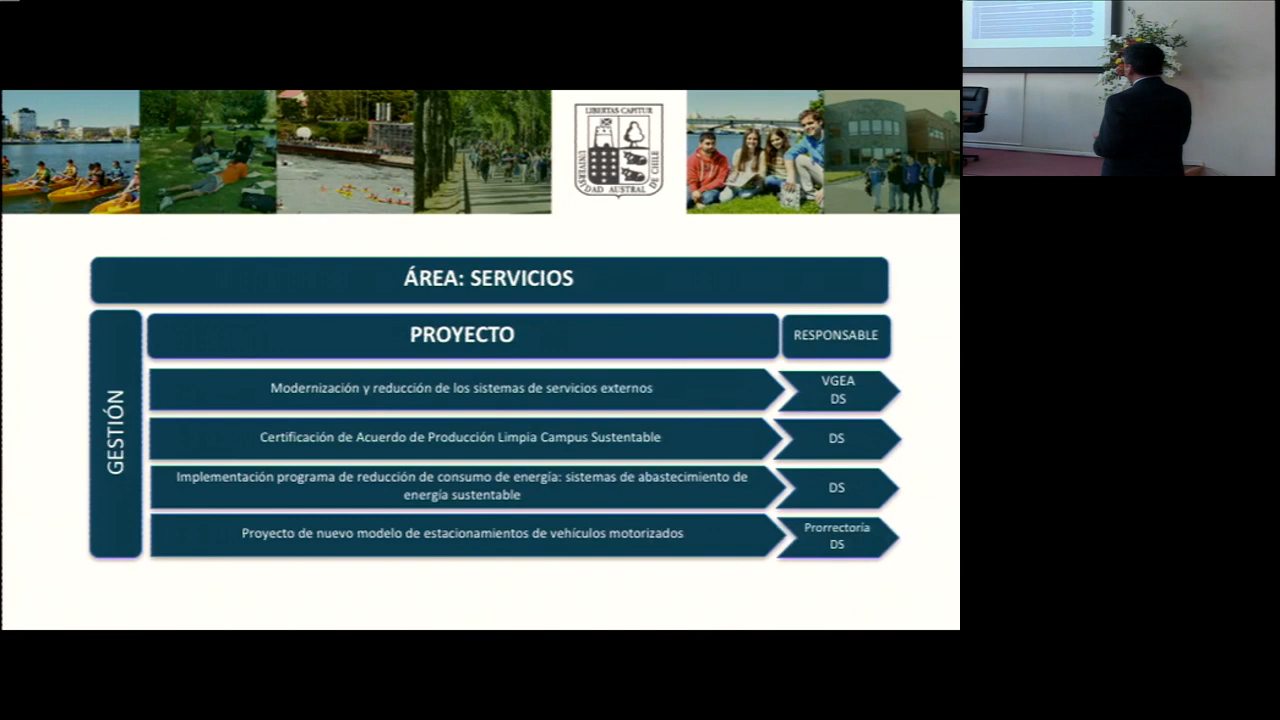 LIBERTAS CAPITUR
UNIVERSIDAD AUSTRAL DE CHILE
ÁREA: SERVICIOS
GESTIÓN
PROYECTO
RESPONSABLE
Modernización y reducción de los sistemas de servicios externos
VGEA
DS
Certificación de Acuerdo de Producción Limpia Campus Sustentable
DS
Implementación programa de reducción de consumo de energía: sistemas de abastecimiento de
energía sustentable
DS
Proyecto de nuevo modelo de estacionamientos de vehículos motorizados
Prorrectoría
DS